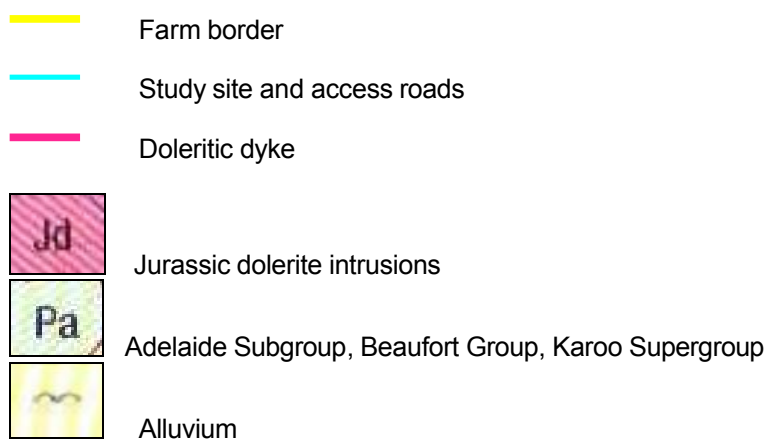 Farm border
Study site and access roads
Doleritic dyke
Jd
Jurassic dolerite intrusions
Pa
Adelaide Subgroup, Beaufort Group, Karoo Supergroup
Alluvium